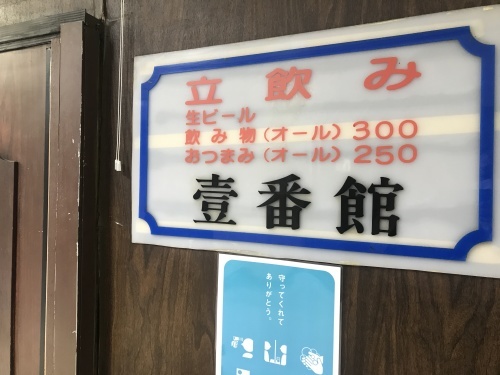 立飲み
生ビール
飲み物(オール)300
おつまみ(オール)250
壹番館
守ってくれて
ありがとう。